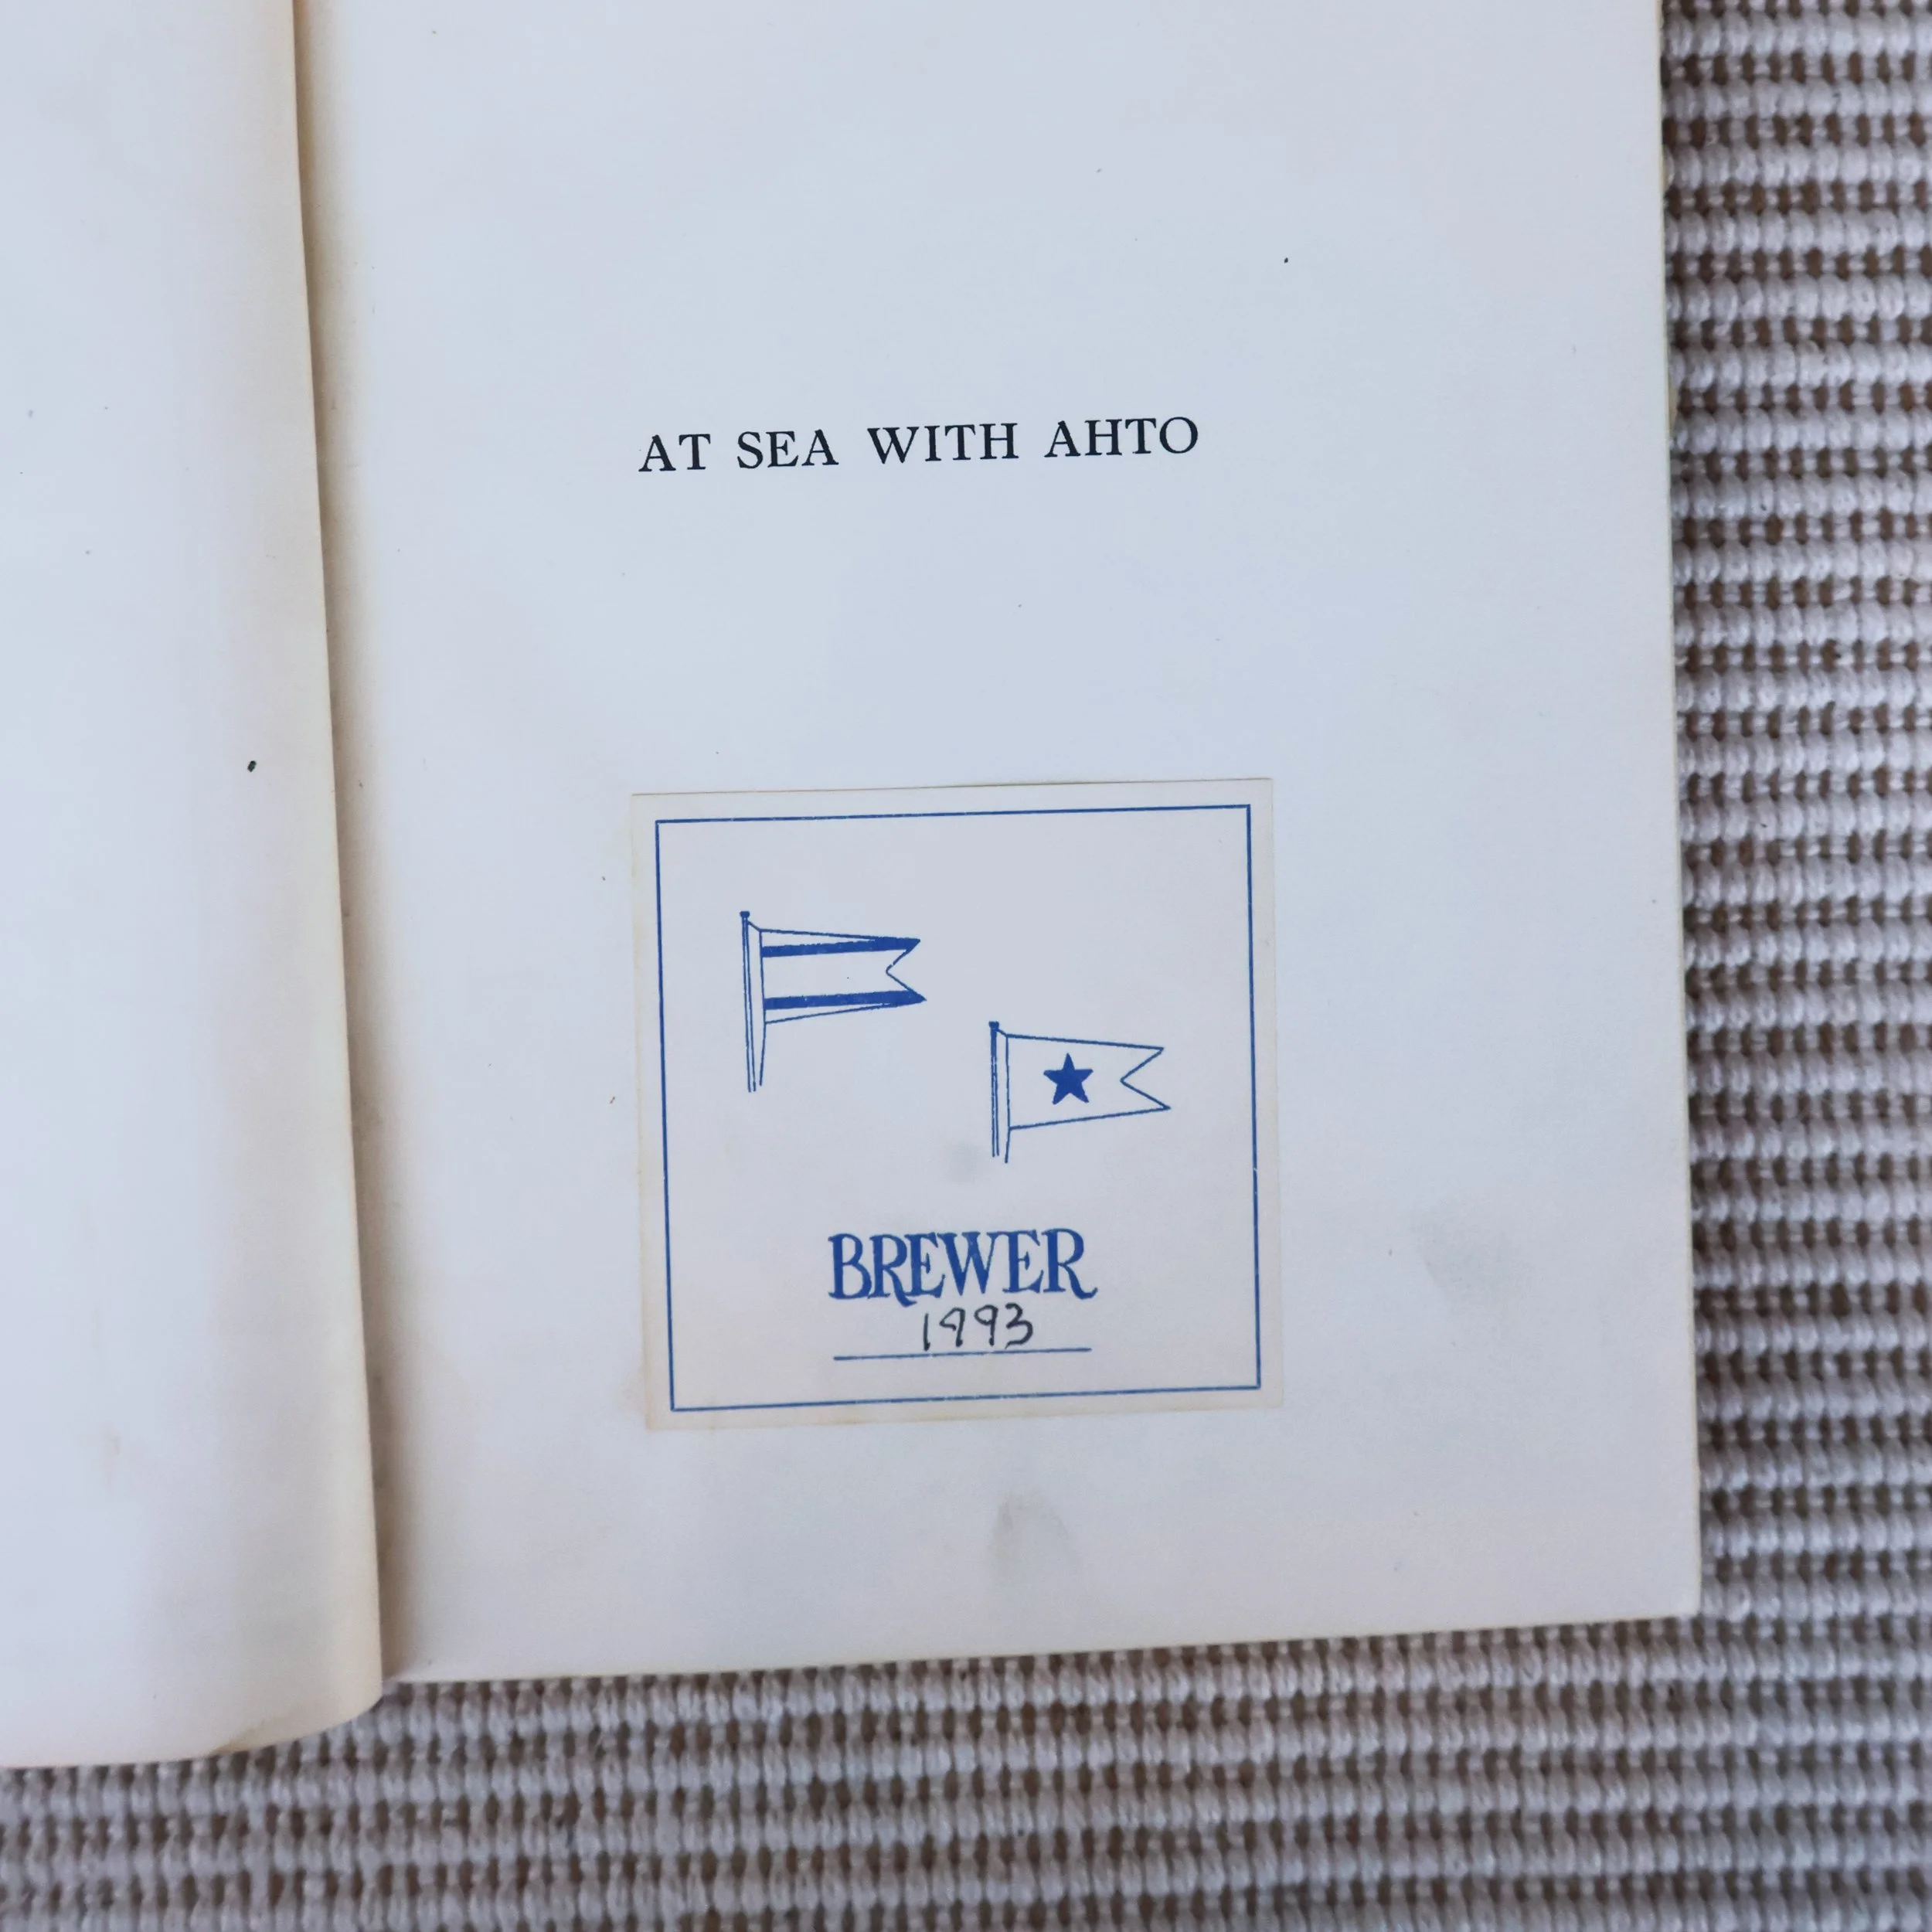 AT SEA WITH AHTO
BREWER
1993